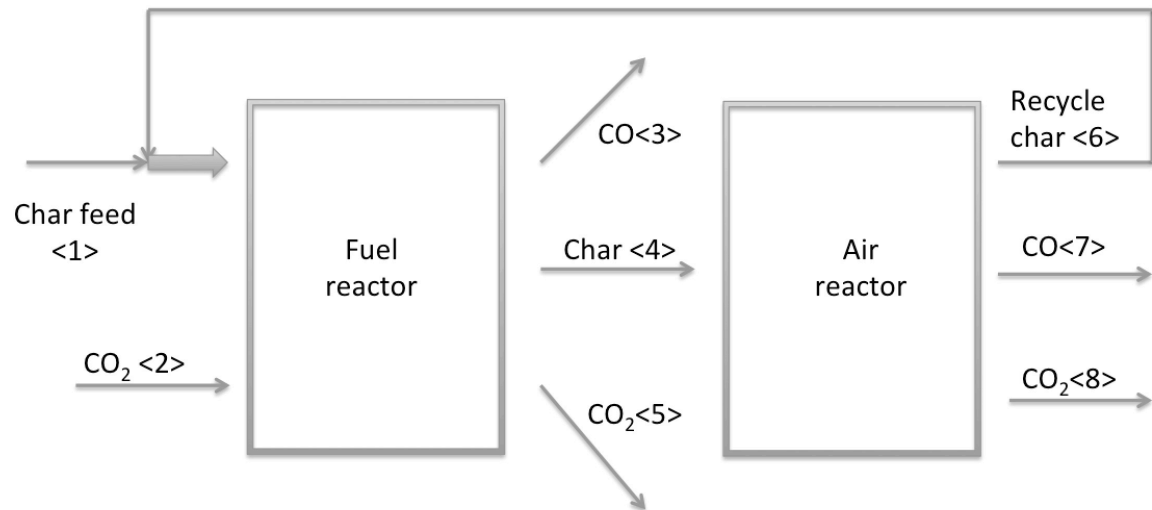 Recycle
char <6>
CO<3>
Char feed
<1>
Fuel
reactor
Char <4>
Air
reactor
CO<7>
CO₂ <2>
CO₂<5>
CO₂<8>